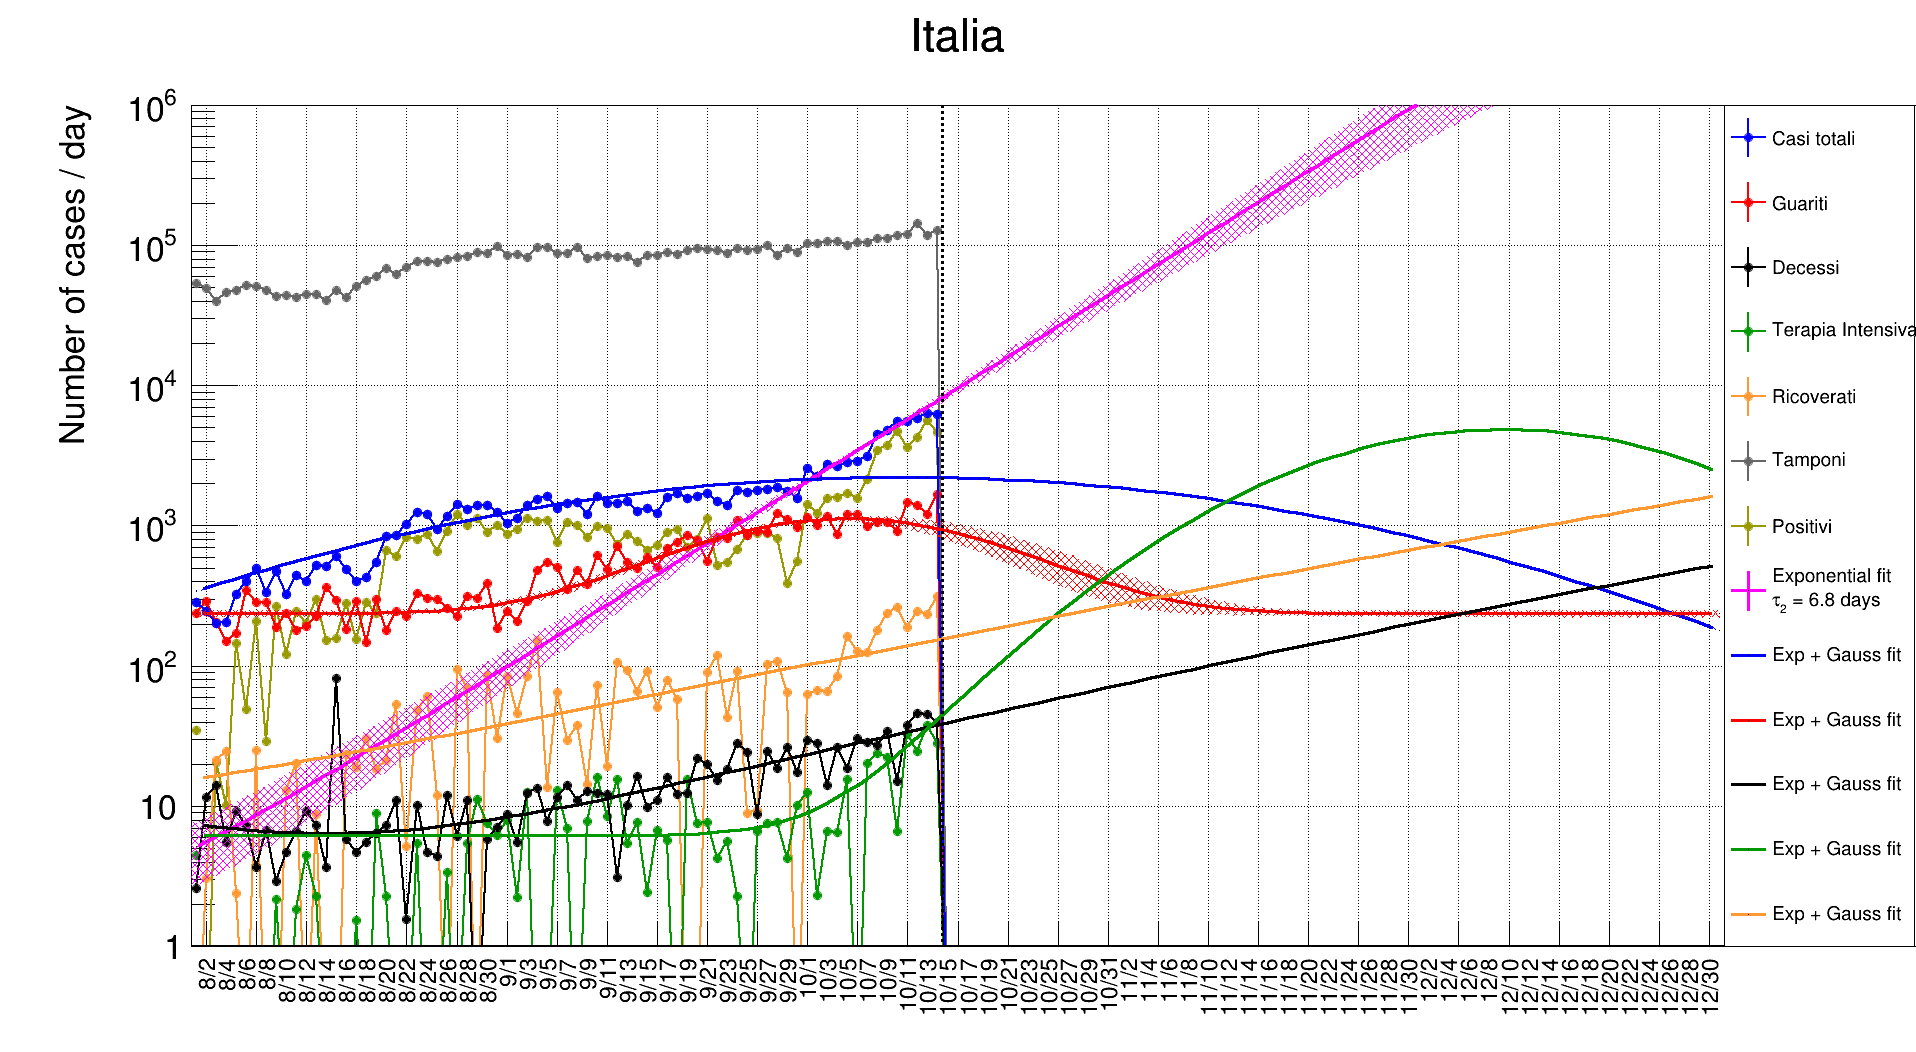 Italia
Number of cases / day
10^6
10^5
10^4
10^3
10^2
10
1
8/2 8/4 8/6 8/8 8/10 8/12 8/14 8/16 8/18 8/20 8/22 8/24 8/26 8/28 8/30 9/1 9/3 9/5 9/7 9/9 9/11 9/13 9/15 9/17 9/19 9/21 9/23 9/25 9/27 9/29 10/1 10/3 10/5 10/7 10/9 10/11 10/13 10/15 10/17 10/19 10/21 10/23 10/25 10/27 10/29 10/31 11/2 11/4 11/6 11/8 11/10 11/12 11/14 11/16 11/18 11/20 11/22 11/24 11/26 11/28 11/30 12/2 12/4 12/6 12/8 12/10 12/12 12/14 12/16 12/18 12/20 12/22 12/24 12/26 12/28 12/30
Casi totali
Guariti
Decessi
Terapia Intensiva
Ricoverati
Tamponi
Positivi
Exponential fit
τ₂ = 6.8 days
Exp + Gauss fit
Exp + Gauss fit
Exp + Gauss fit
Exp + Gauss fit
Exp + Gauss fit